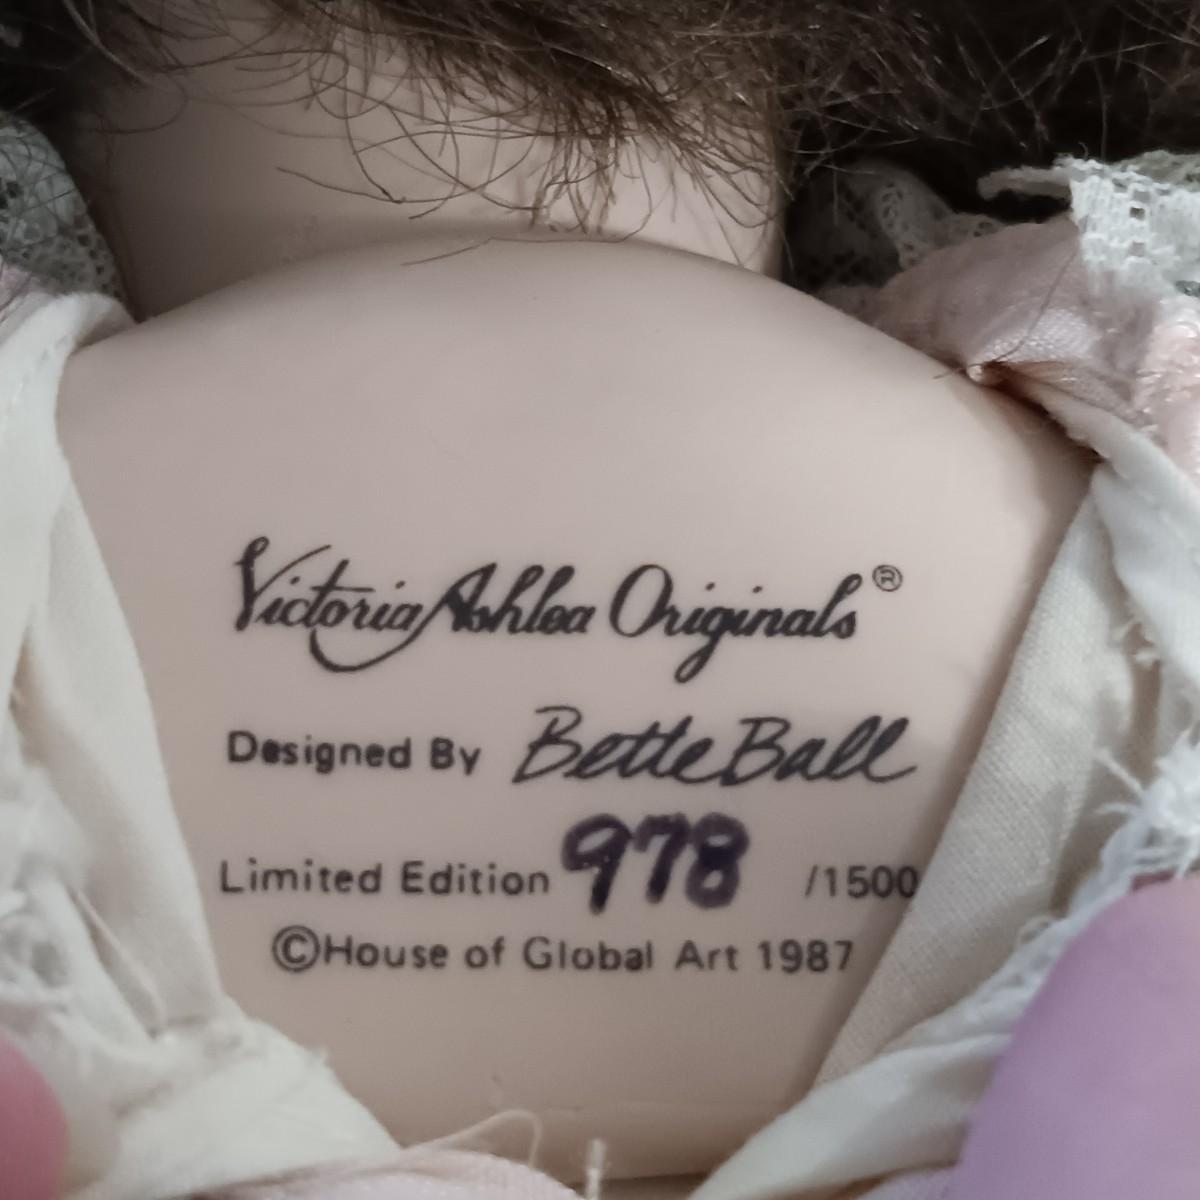 Victoria Ashlea Originals®
Designed By Bette Ball
Limited Edition 978 /1500
©House of Global Art 1987